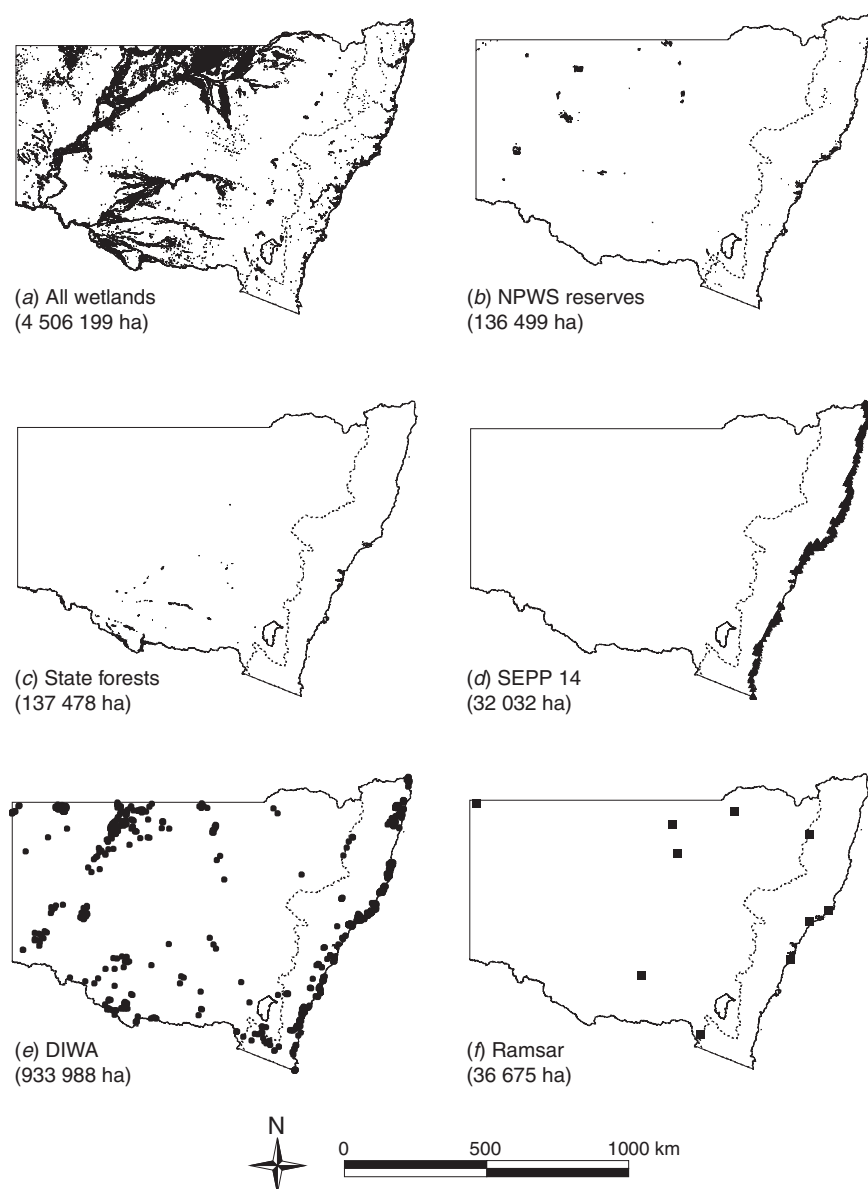 (a) All wetlands
(4 506 199 ha)
(b) NPWS reserves
(136 499 ha)
(c) State forests
(137 478 ha)
(d) SEPP 14
(32 032 ha)
(e) DIWA
(933 988 ha)
(f) Ramsar
(36 675 ha)
N
0 500 1000 km